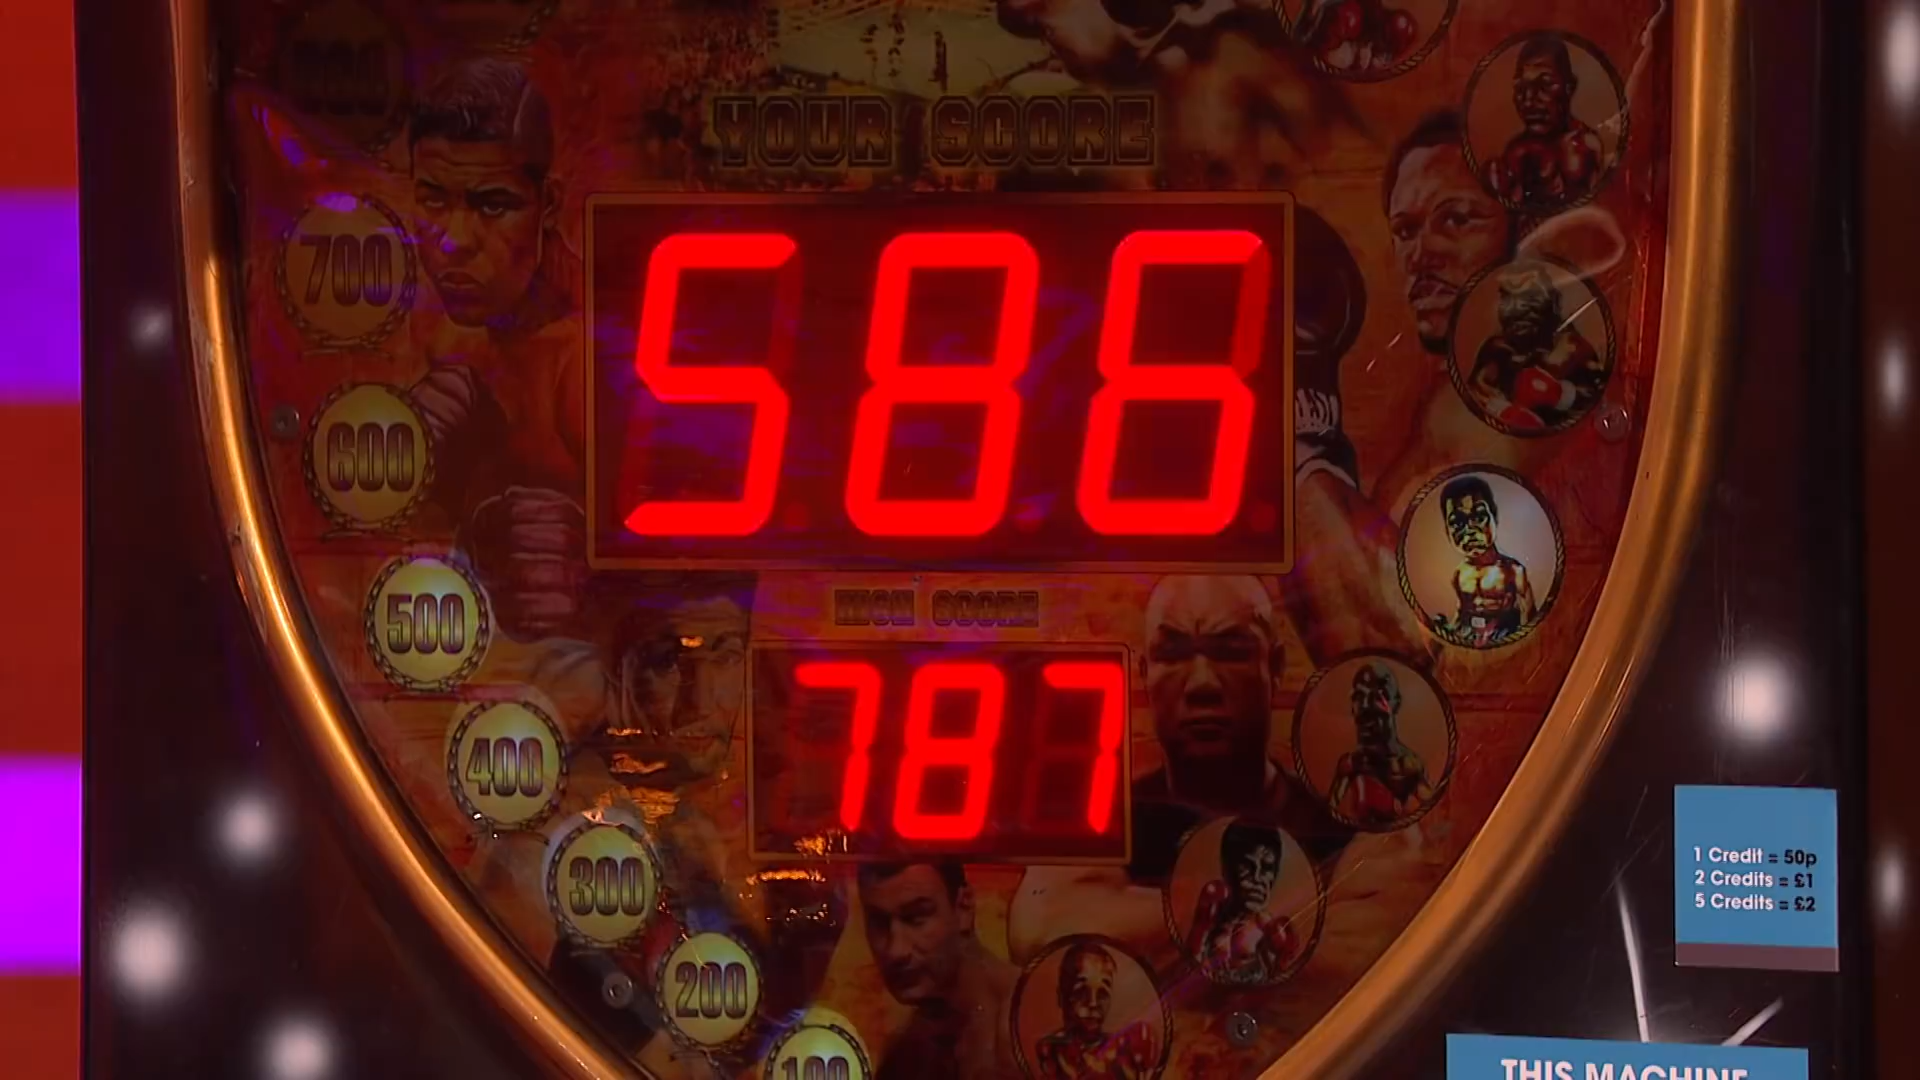 YOUR SCORE
586
700
600
500
HIGH SCORE
787
400
300
200
100
1 Credit = 50p
2 Credits = £1
5 Credits = £2
THIS MACHINE